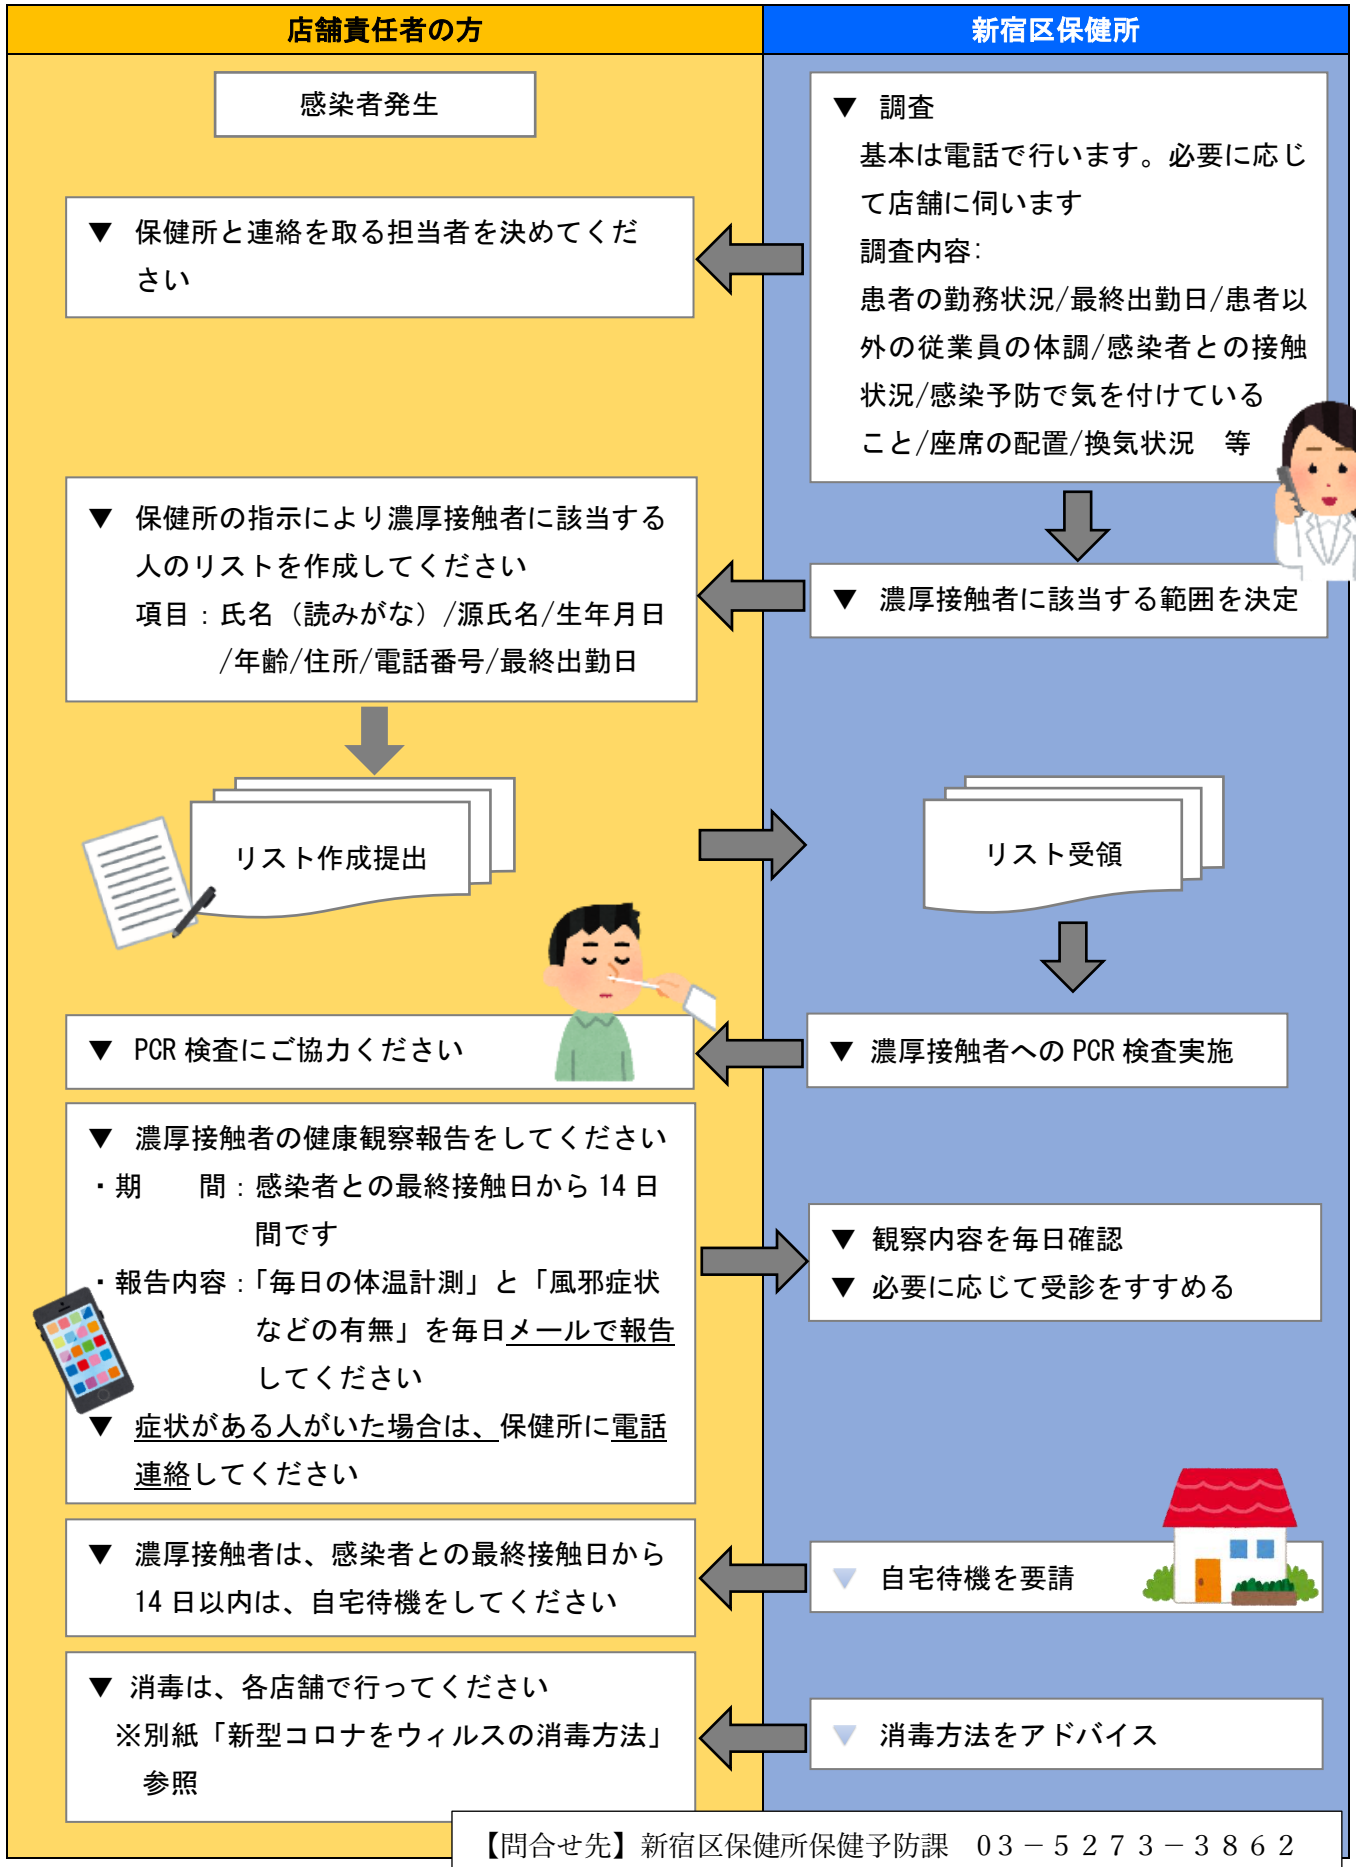 店舗責任者の方
新宿区保健所
感染者発生
▼ 調査
基本は電話で行います。必要に応じ
て店舗に伺います
調査内容：
患者の勤務状況/最終出勤日/患者以
外の従業員の体調/感染者との接触
状況/感染予防で気を付けている
こと/座席の配置/換気状況　等
▼ 保健所と連絡を取る担当者を決めてくだ
さい
▼ 濃厚接触者に該当する範囲を決定
▼ 保健所の指示により濃厚接触者に該当する
人のリストを作成してください
項目：氏名（読みがな）/源氏名/生年月日
/年齢/住所/電話番号/最終出勤日
リスト作成提出
リスト受領
▼ 濃厚接触者への PCR 検査実施
▼ PCR 検査にご協力ください
▼ 濃厚接触者の健康観察報告をしてください
・期　　間：感染者との最終接触日から 14 日
間です
・報告内容：「毎日の体温計測」と「風邪症状
などの有無」を毎日メールで報告
してください
▼ 症状がある人がいた場合は、保健所に電話
連絡してください
▼ 観察内容を毎日確認
▼ 必要に応じて受診をすすめる
▼ 自宅待機を要請
▼ 濃厚接触者は、感染者との最終接触日から
14 日以内は、自宅待機をしてください
▼ 消毒方法をアドバイス
▼ 消毒は、各店舗で行ってください
※別紙「新型コロナをウィルスの消毒方法」
参照
【問合せ先】新宿区保健所保健予防課　０３－５２７３－３８６２